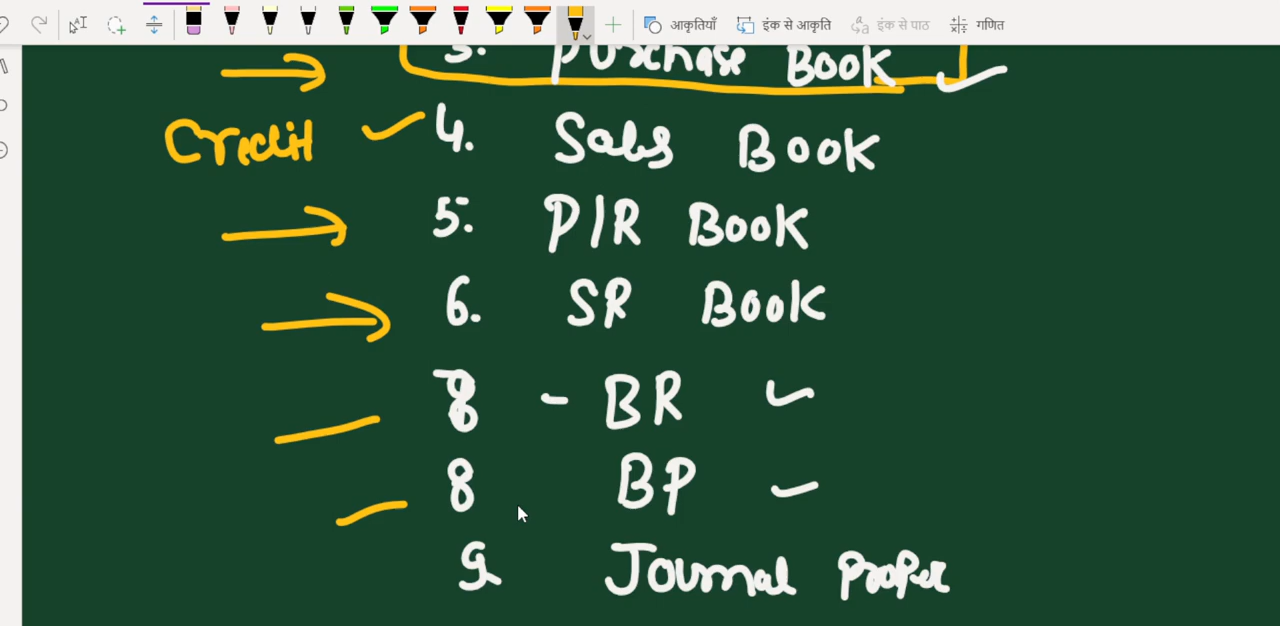 आकृतियाँ इंक से आकृति इंक से पाठ गणित
3. Purchase Book
Credit 4. Sales Book
5. P/R Book
6. SR Book
8 - BR
8 BP
9. Journal Proper